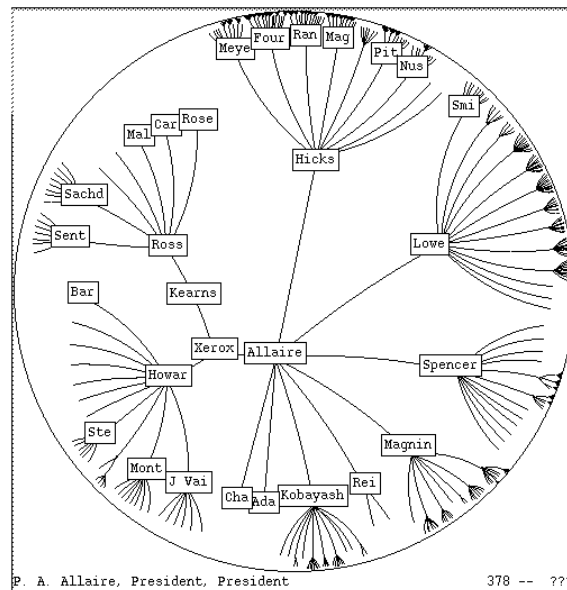 Meye
Four
Ran
Mag
Pit
Nus
Smi
Hicks
Mal
Car
Rose
Sachd
Sent
Ross
Lowe
Bar
Kearns
Xerox
Allaire
Spencer
Howar
Ste
Mont
J Vai
Cha
Ada
Kobayash
Rei
Magnin
P. A. Allaire, President, President
378 -- ???